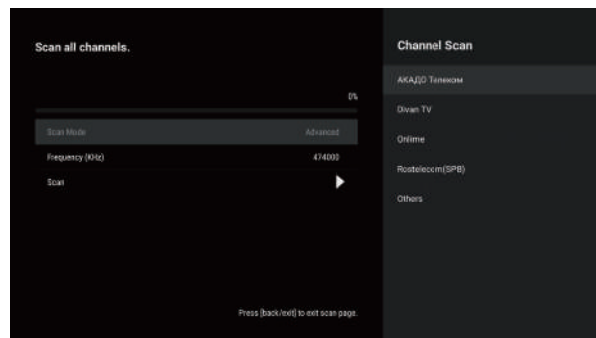 Scan all channels.
0%
Scan Mode Advanced
Frequency (KHz) 474000
Scan
Press [back/exit] to exit scan page.
Channel Scan
АКАДО Телеком
Divan TV
Onlime
Rostelecom(SPB)
Others